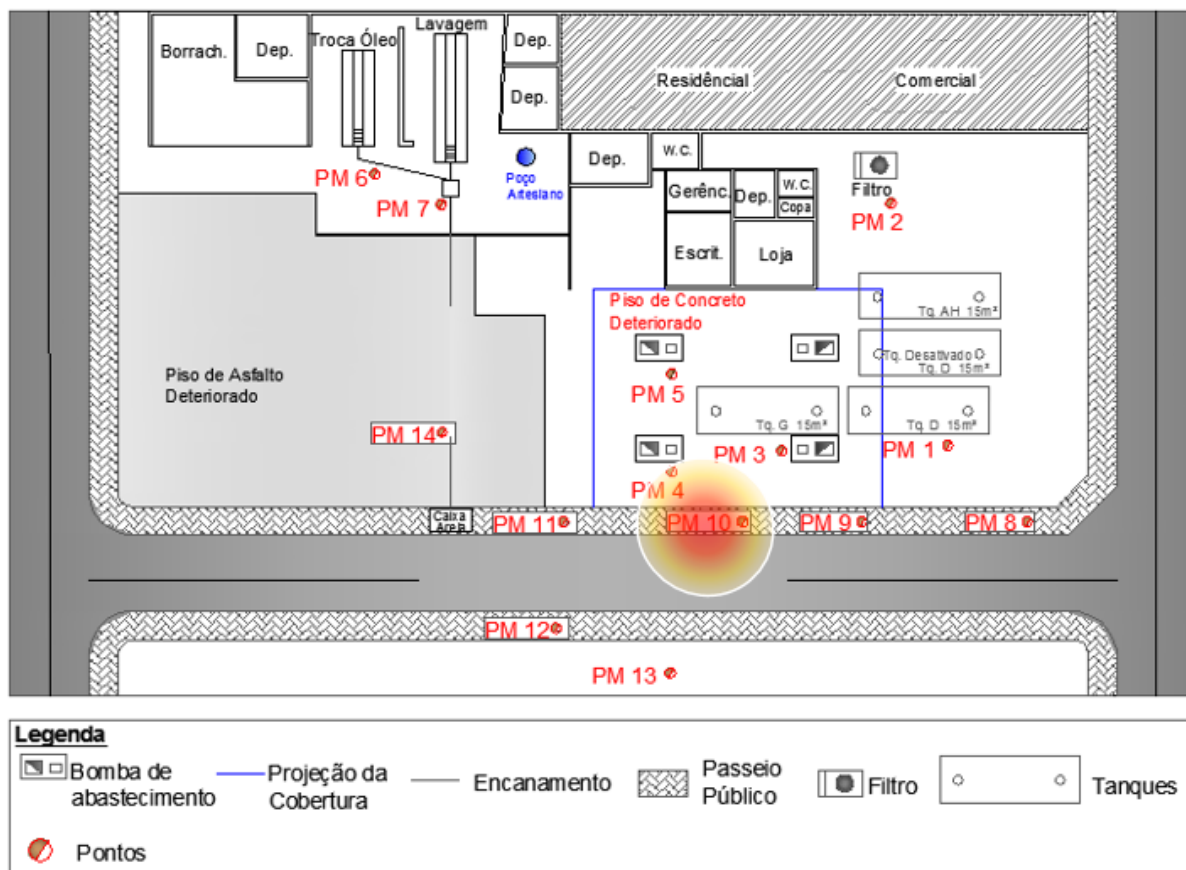 Lavagem
Troca Óleo
Borrach.
Dep.
Dep.
Dep.
Residêncial
Comercial
Dep.
W.C.
Poço
Artesiano
PM 6
PM 7
Gerênc.
Dep.
W.C.
Copa
Filtro
PM 2
Escrit.
Loja
Piso de Concreto
Deteriorado
Tq. AH 15m³
Tq. Desativado
Tq. D 15m³
Piso de Asfalto
Deteriorado
PM 5
Tq. G 15m³
Tq. D 15m³
PM 14
PM 3
PM 1
PM 4
Caixa
Areia
PM 11
PM 10
PM 9
PM 8
PM 12
PM 13
Legenda
Bomba de
abastecimento
Projeção da
Cobertura
Encanamento
Passeio
Público
Filtro
Tanques
Pontos